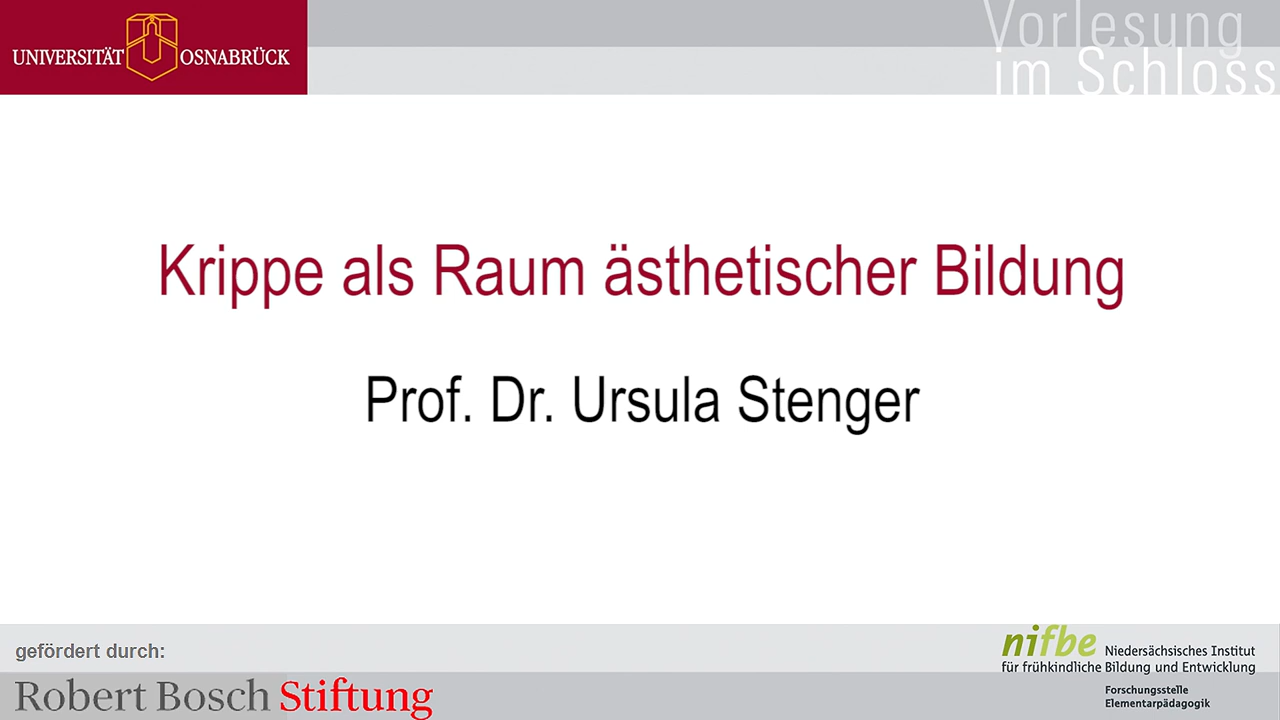 UNIVERSITÄT OSNABRÜCK
Vorlesung
im Schloss
Krippe als Raum ästhetischer Bildung
Prof. Dr. Ursula Stenger
gefördert durch:
Robert Bosch Stiftung
nifbe Niedersächsisches Institut
für frühkindliche Bildung und Entwicklung
Forschungsstelle
Elementarpädagogik